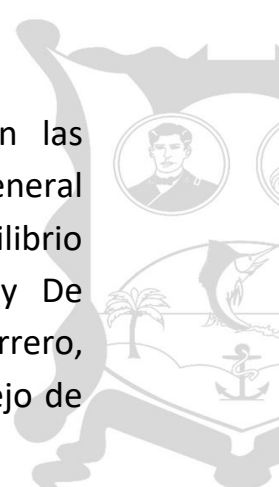 n las
eneral
ilibrio
y De
rrero,
ejo de